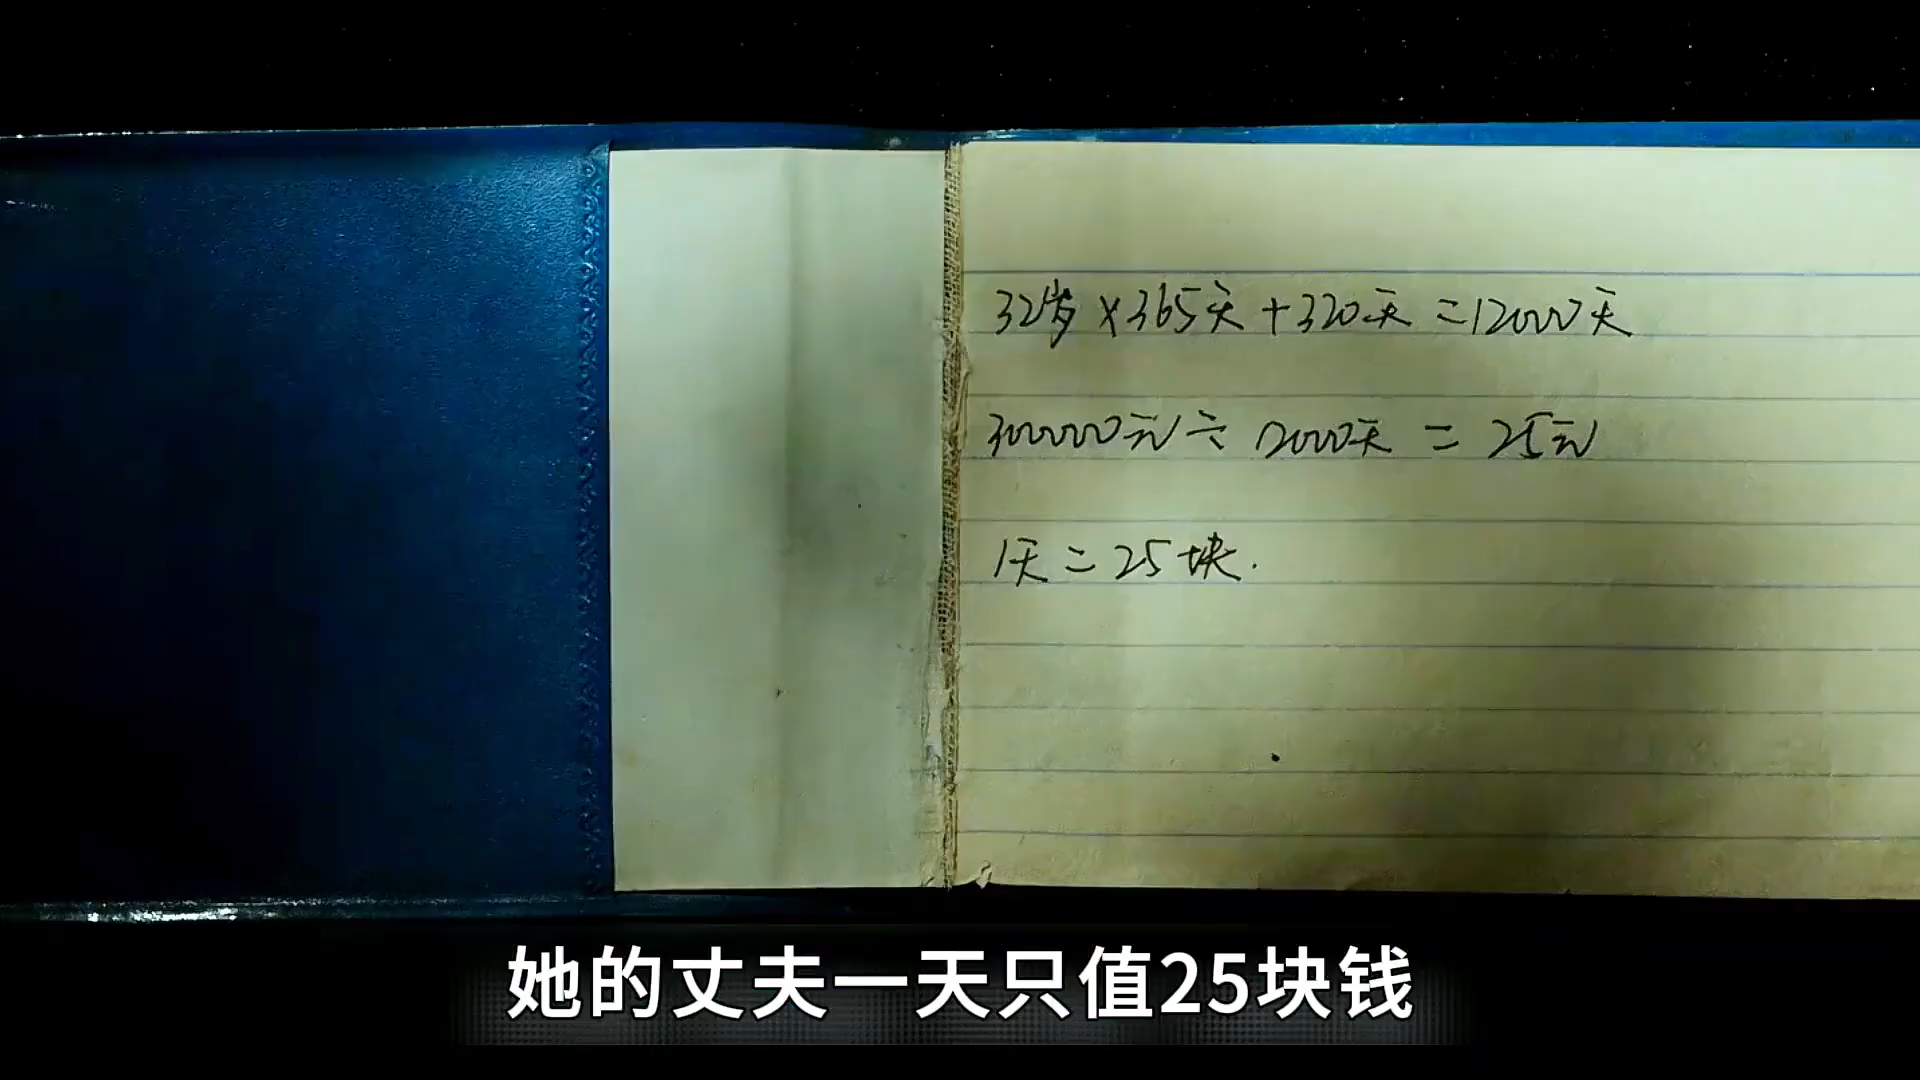 32岁×365天+320天=12000天
300000元÷12000天=25元
1天=25块.
她的丈夫一天只值25块钱